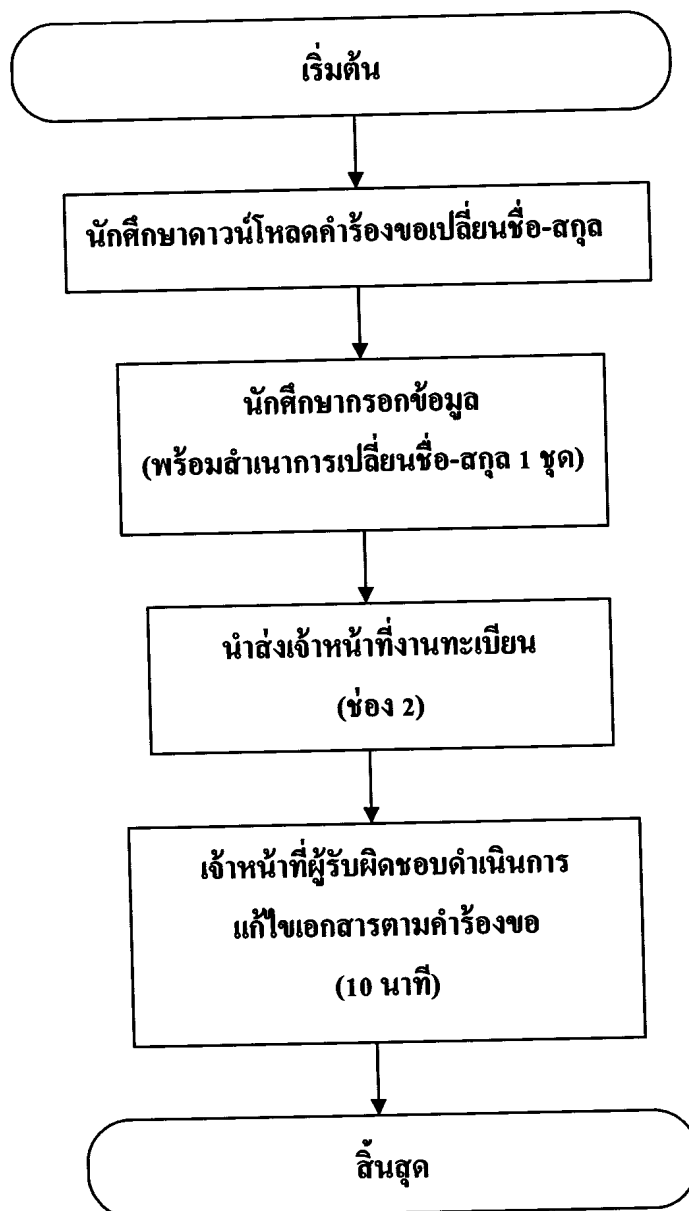 เริ่มต้น
นักศึกษาดาวน์โหลดคำร้องขอเปลี่ยนชื่อ-สกุล
นักศึกษากรอกข้อมูล
(พร้อมสำเนาการเปลี่ยนชื่อ-สกุล 1 ชุด)
นำส่งเจ้าหน้าที่งานทะเบียน
(ช่อง 2)
เจ้าหน้าที่ผู้รับผิดชอบดำเนินการ
แก้ไขเอกสารตามคำร้องขอ
(10 นาที)
สิ้นสุด